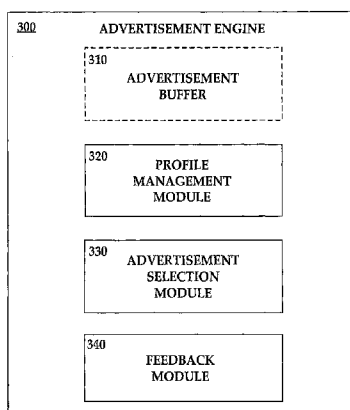 300 ADVERTISEMENT ENGINE
310
ADVERTISEMENT
BUFFER
320
PROFILE
MANAGEMENT
MODULE
330
ADVERTISEMENT
SELECTION
MODULE
340
FEEDBACK
MODULE